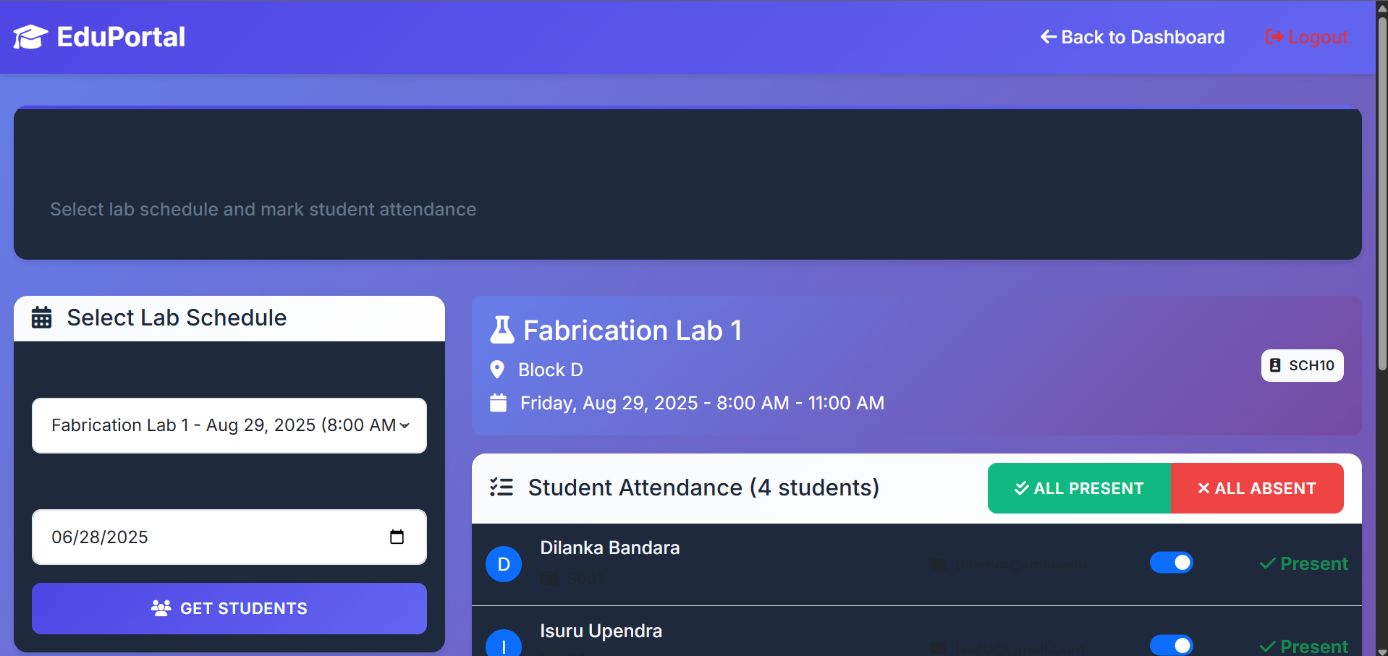 EduPortal
Back to Dashboard
Logout
Select lab schedule and mark student attendance
Select Lab Schedule
Fabrication Lab 1 - Aug 29, 2025 (8:00 AM
06/28/2025
GET STUDENTS
Fabrication Lab 1
Block D
Friday, Aug 29, 2025 - 8:00 AM - 11:00 AM
SCH10
Student Attendance (4 students)
ALL PRESENT
ALL ABSENT
D
Dilanka Bandara
Present
I
Isuru Upendra
Present